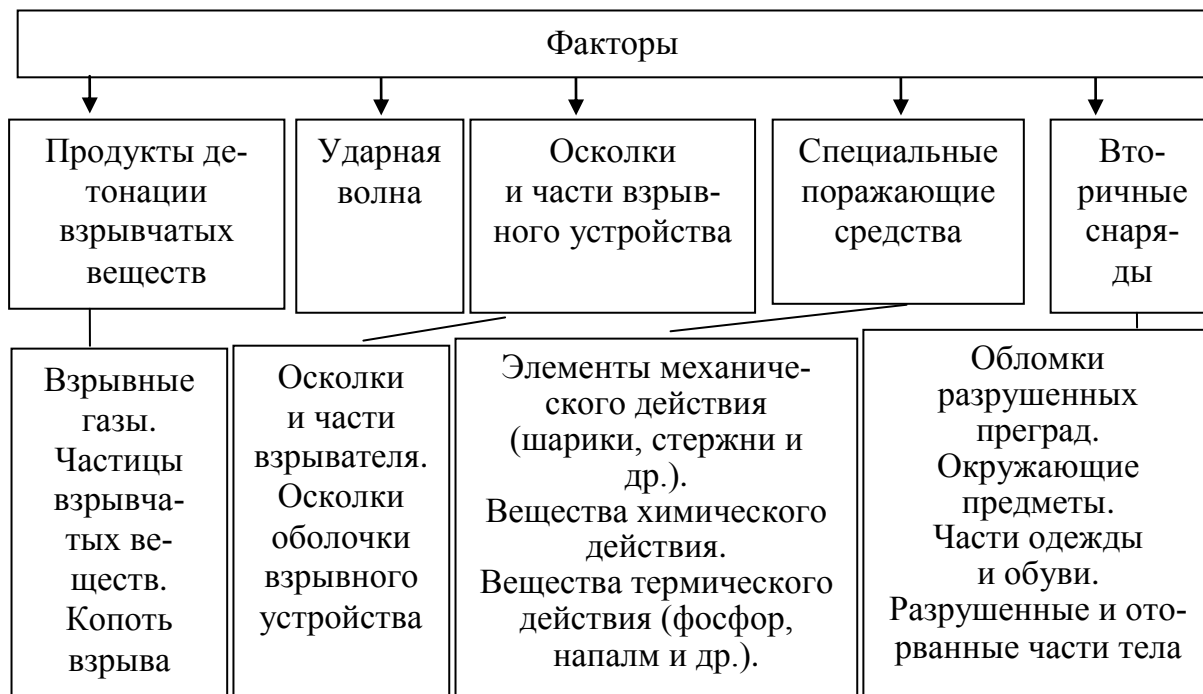 Факторы
Продукты де-
тонации
взрывчатых
веществ
Ударная
волна
Осколки
и части взрыв-
ного устройства
Специальные
поражающие
средства
Вто-
ричные
снаря-
ды
Взрывные
газы.
Частицы
взрывча-
тых ве-
ществ.
Копоть
взрыва
Осколки
и части
взрывателя.
Осколки
оболочки
взрывного
устройства
Элементы механиче-
ского действия
(шарики, стержни и
др.).
Вещества химического
действия.
Вещества термического
действия (фосфор,
напалм и др.).
Обломки
разрушенных
преград.
Окружающие
предметы.
Части одежды
и обуви.
Разрушенные и ото-
рванные части тела